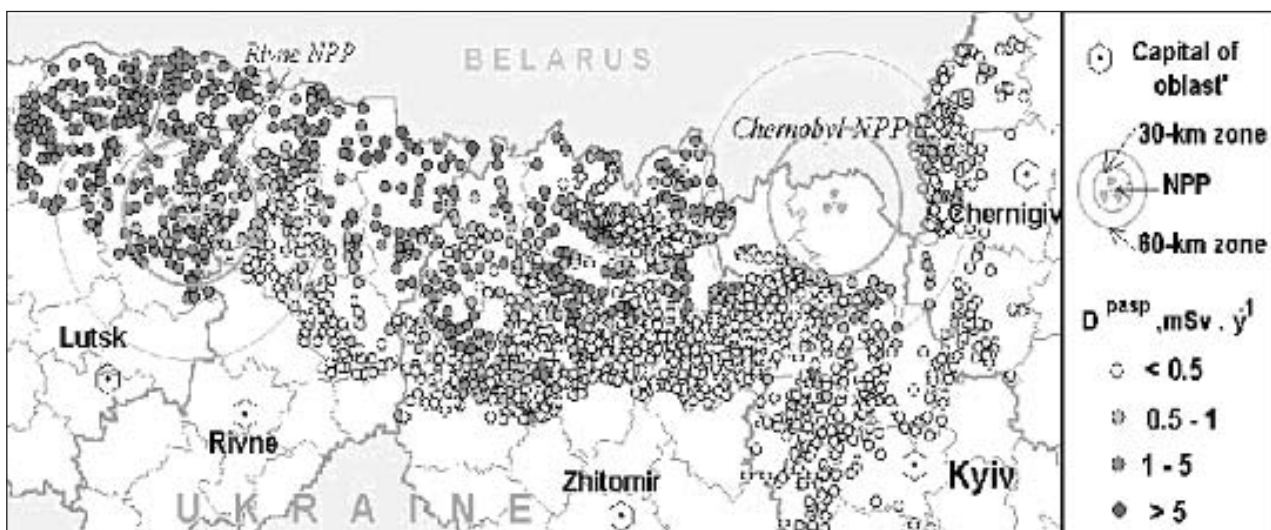 Rivne NPP
BELARUS
Chernobyl NPP
Chernigiv
Lutsk
Rivne
Zhitomir
Kyiv
UKRAINE
Capital of
oblast'
30-km zone
NPP
60-km zone
D pasp ,mSv . y-1
< 0.5
0.5 - 1
1 - 5
> 5